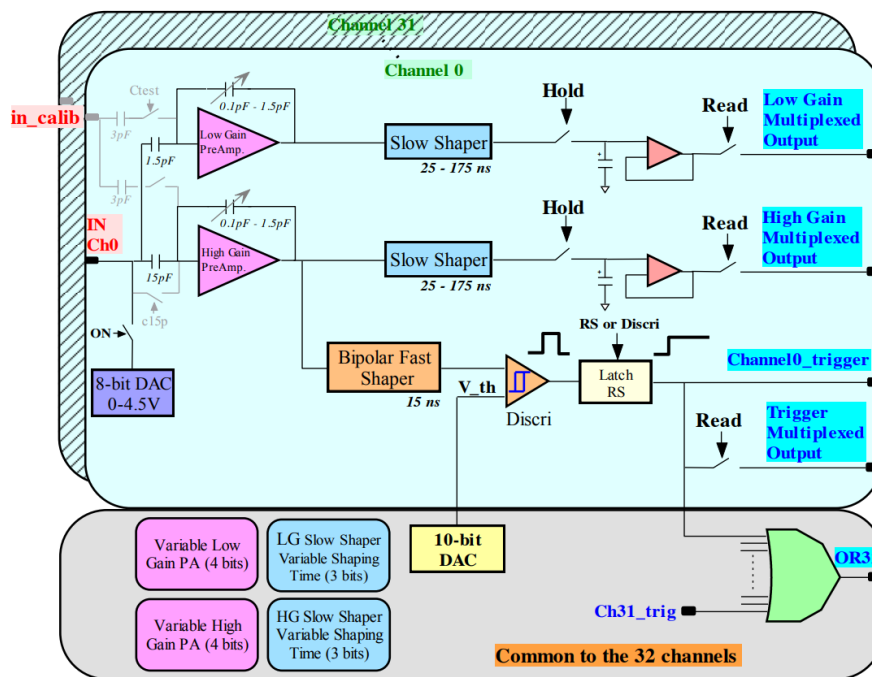 Channel 31
Channel 0
in_calib
Ctest
3pF
1.5pF
0.1pF - 1.5pF
Low Gain
PreAmp.
Slow Shaper
25 - 175 ns
Hold
Read
Low Gain
Multiplexed
Output
3pF
IN
Ch0
15pF
c15p
0.1pF - 1.5pF
High Gain
PreAmp.
Slow Shaper
25 - 175 ns
Hold
Read
High Gain
Multiplexed
Output
ON
8-bit DAC
0-4.5V
Bipolar Fast
Shaper
15 ns
V_th
Discri
RS or Discri
Latch
RS
Channel0_trigger
Read
Trigger
Multiplexed
Output
Variable Low
Gain PA (4 bits)
LG Slow Shaper
Variable Shaping
Time (3 bits)
10-bit
DAC
OR3
Variable High
Gain PA (4 bits)
HG Slow Shaper
Variable Shaping
Time (3 bits)
Ch31_trig
Common to the 32 channels